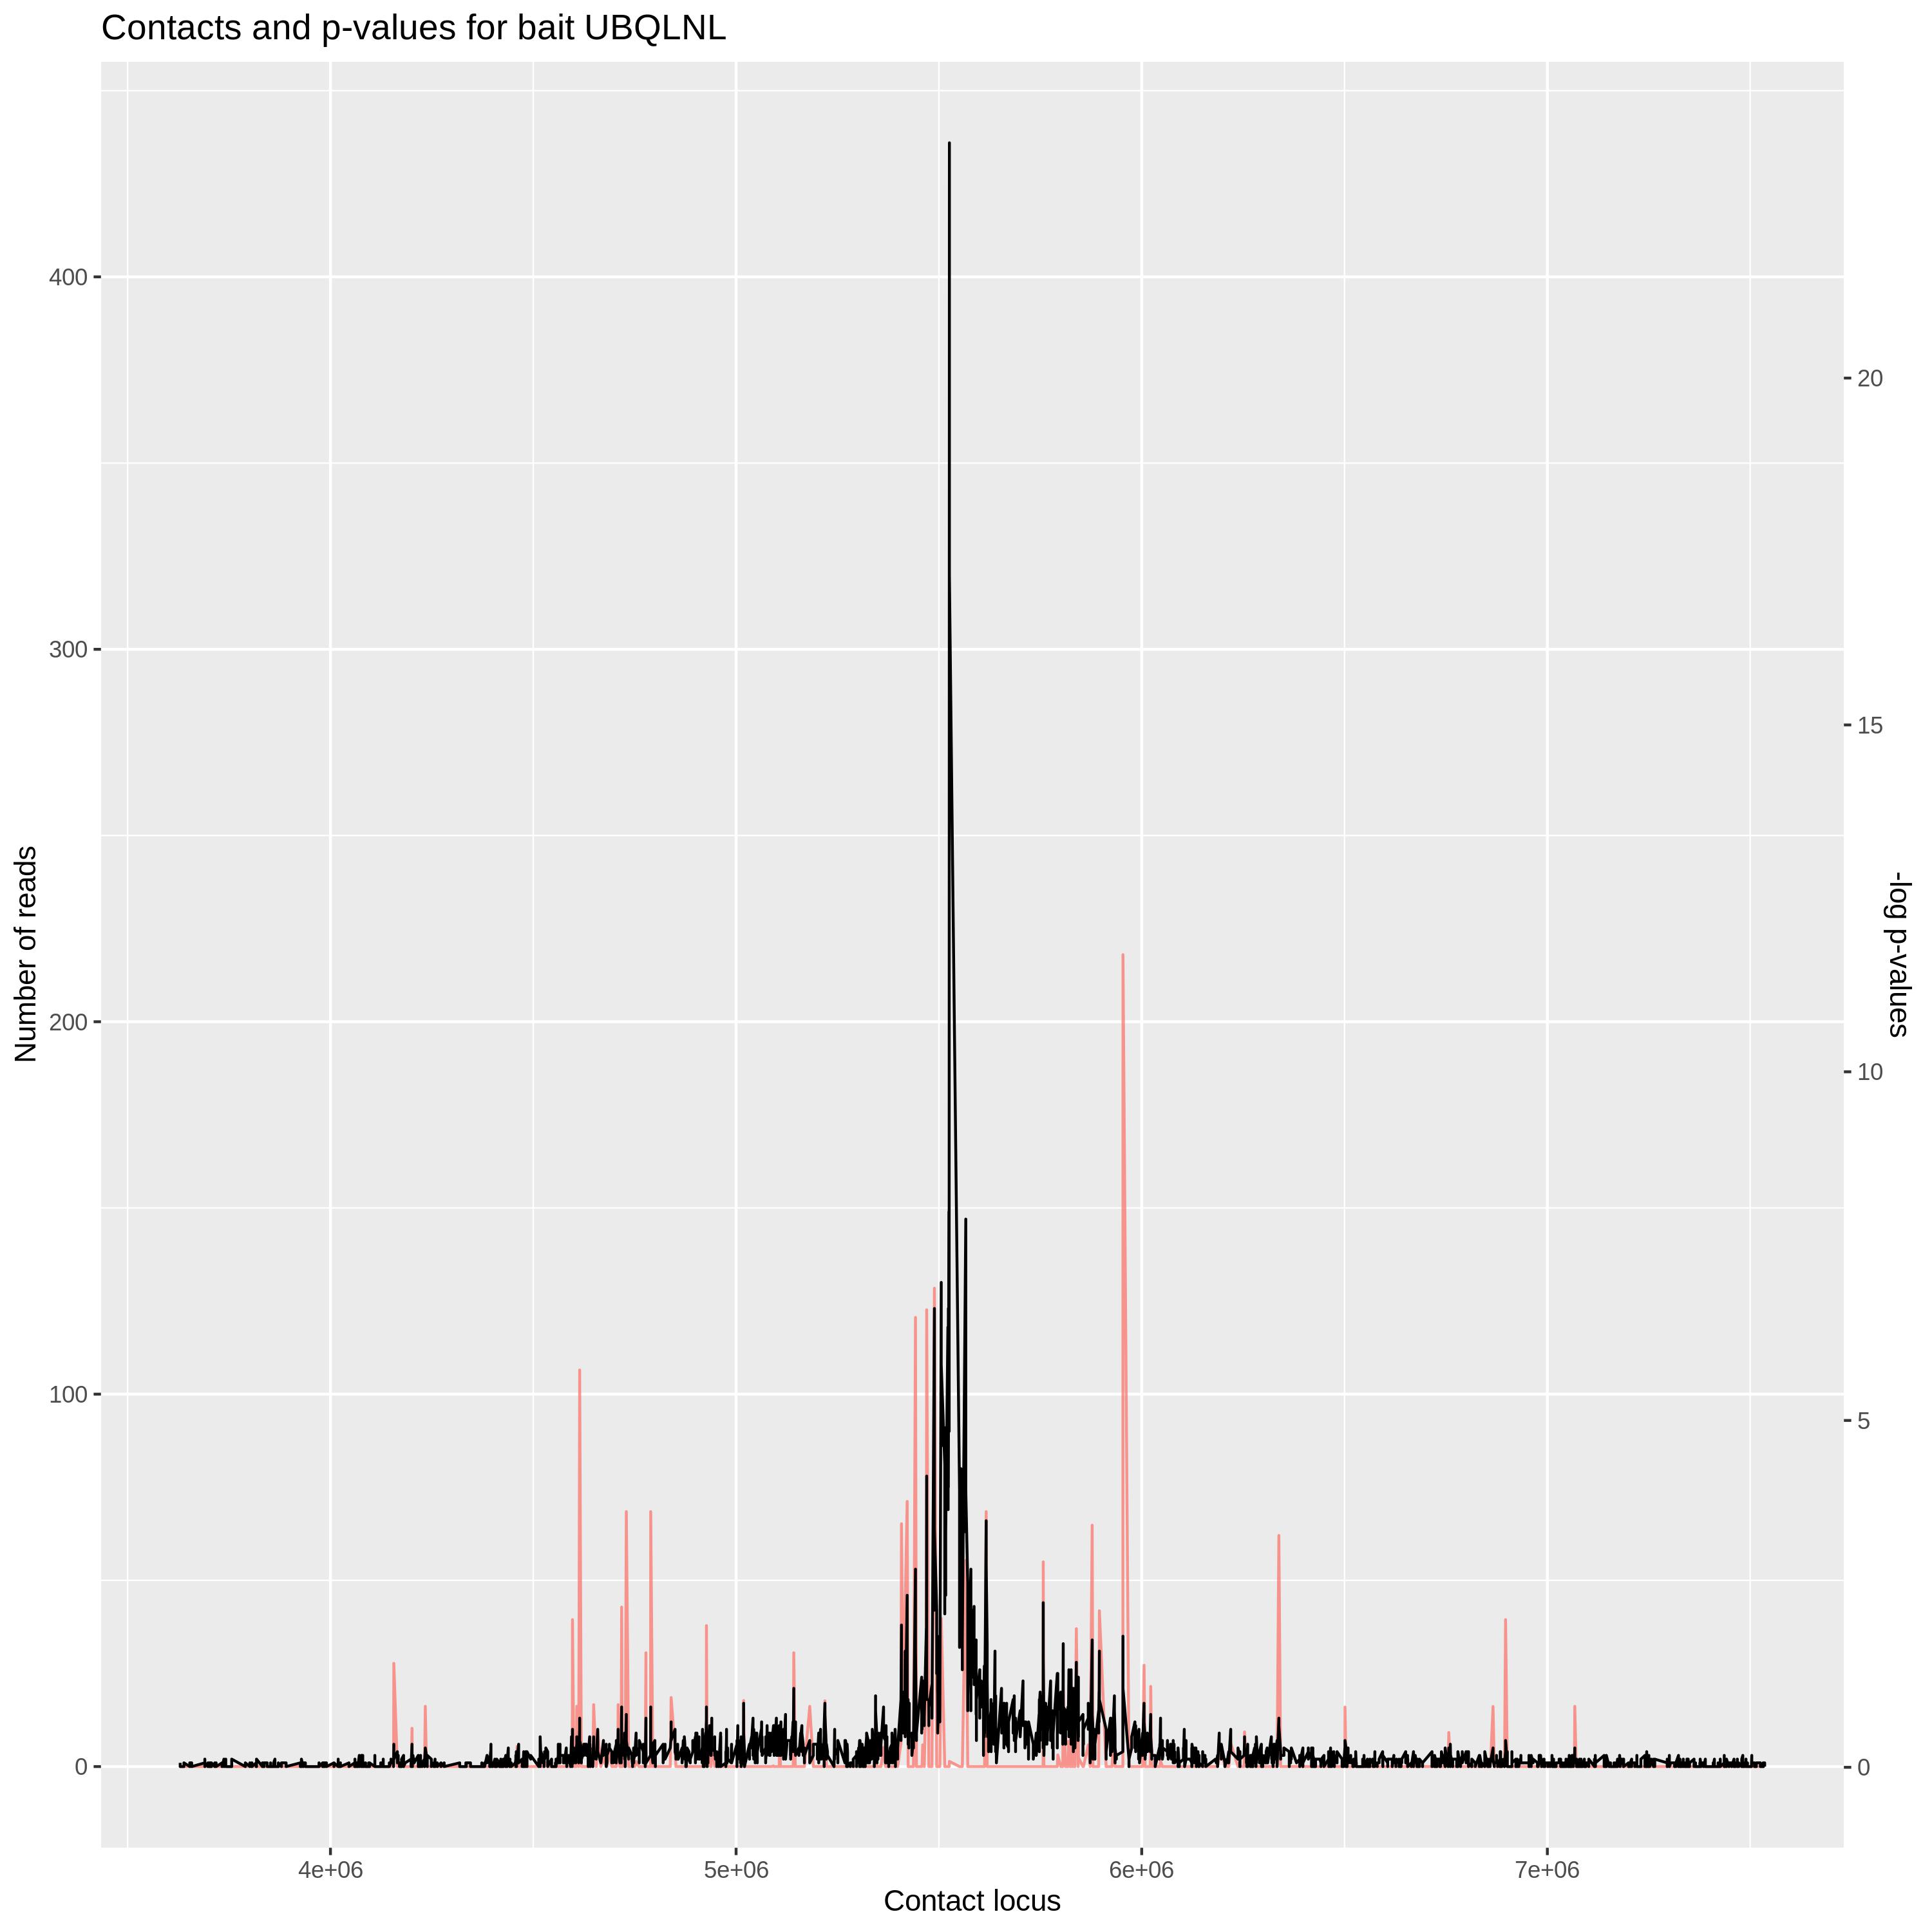 Contacts and p-values for bait UBQLNL
400
300
200
100
0
Number of reads
20
15
10
5
0
-log p-values
4e+06
5e+06
6e+06
7e+06
Contact locus